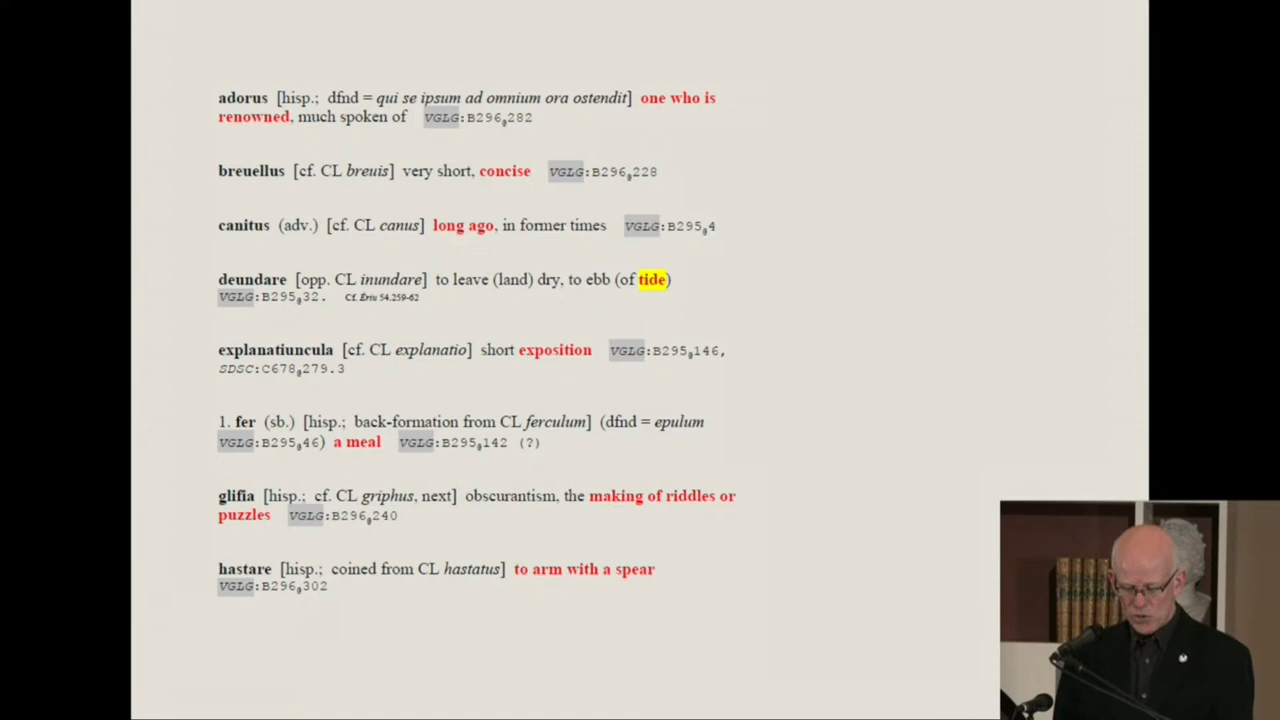 adorus [hisp.; dfnd = qui se ipsum ad omnium ora ostendit] one who is
renowned, much spoken of VGLG:B296,282
breuellus [cf. CL breuis] very short, concise VGLG:B296,228
canitus (adv.) [cf. CL canus] long ago, in former times VGLG:B295,4
deundare [opp. CL inundare] to leave (land) dry, to ebb (of tide)
VGLG:B295,32. Cf. Ériu 54.259-62
explanatiuncula [cf. CL explanatio] short exposition VGLG:B295,146,
SDSC:C678,279.3
1. fer (sb.) [hisp.; back-formation from CL ferculum] (dfnd = epulum
VGLG:B295,46) a meal VGLG:B295,142 (?)
glifia [hisp.; cf. CL griphus, next] obscurantism, the making of riddles or
puzzles VGLG:B296,240
hastare [hisp.; coined from CL hastatus] to arm with a spear
VGLG:B296,302